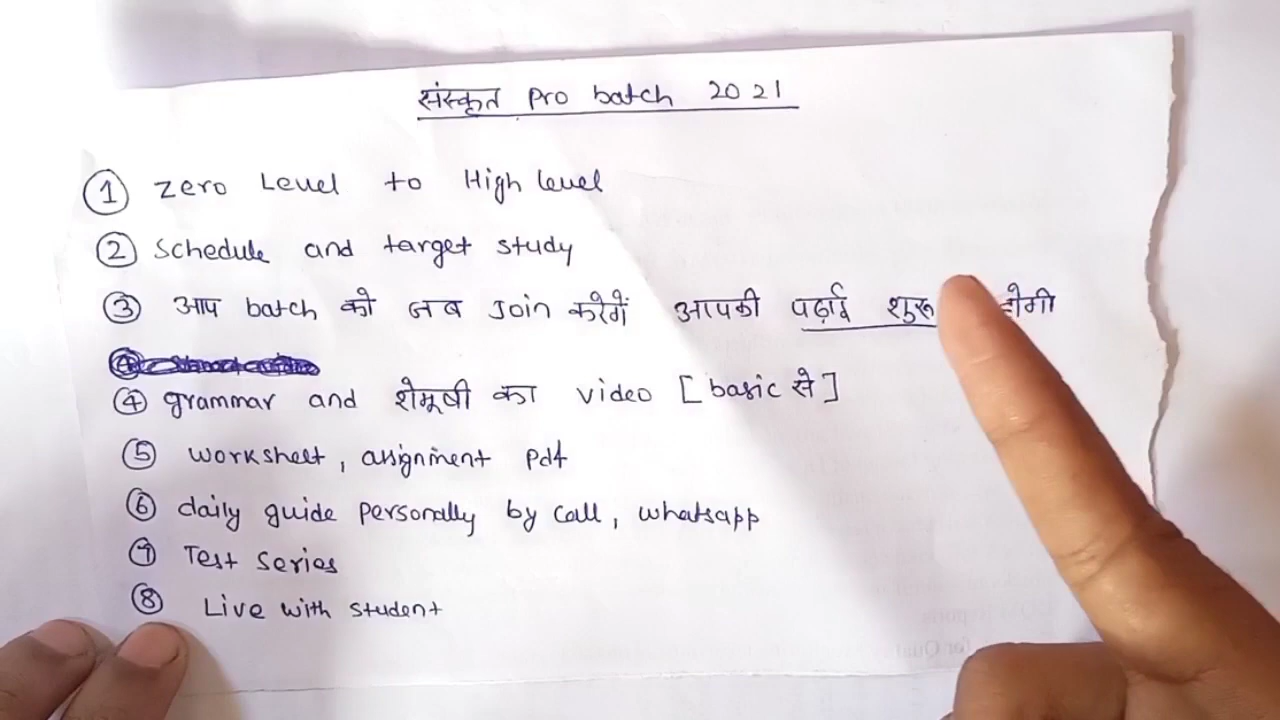 संस्कृत pro batch 2021
① Zero Level to High level
② Schedule and target study
③ आप batch को जब Join करेगें आपकी पढ़ाई शुरू होगी
④ grammar and शेमूषी का video [basic से]
⑤ worksheet, assignment pdf
⑥ daily guide personally by call, whatsapp
⑦ Test Series
⑧ Live with student